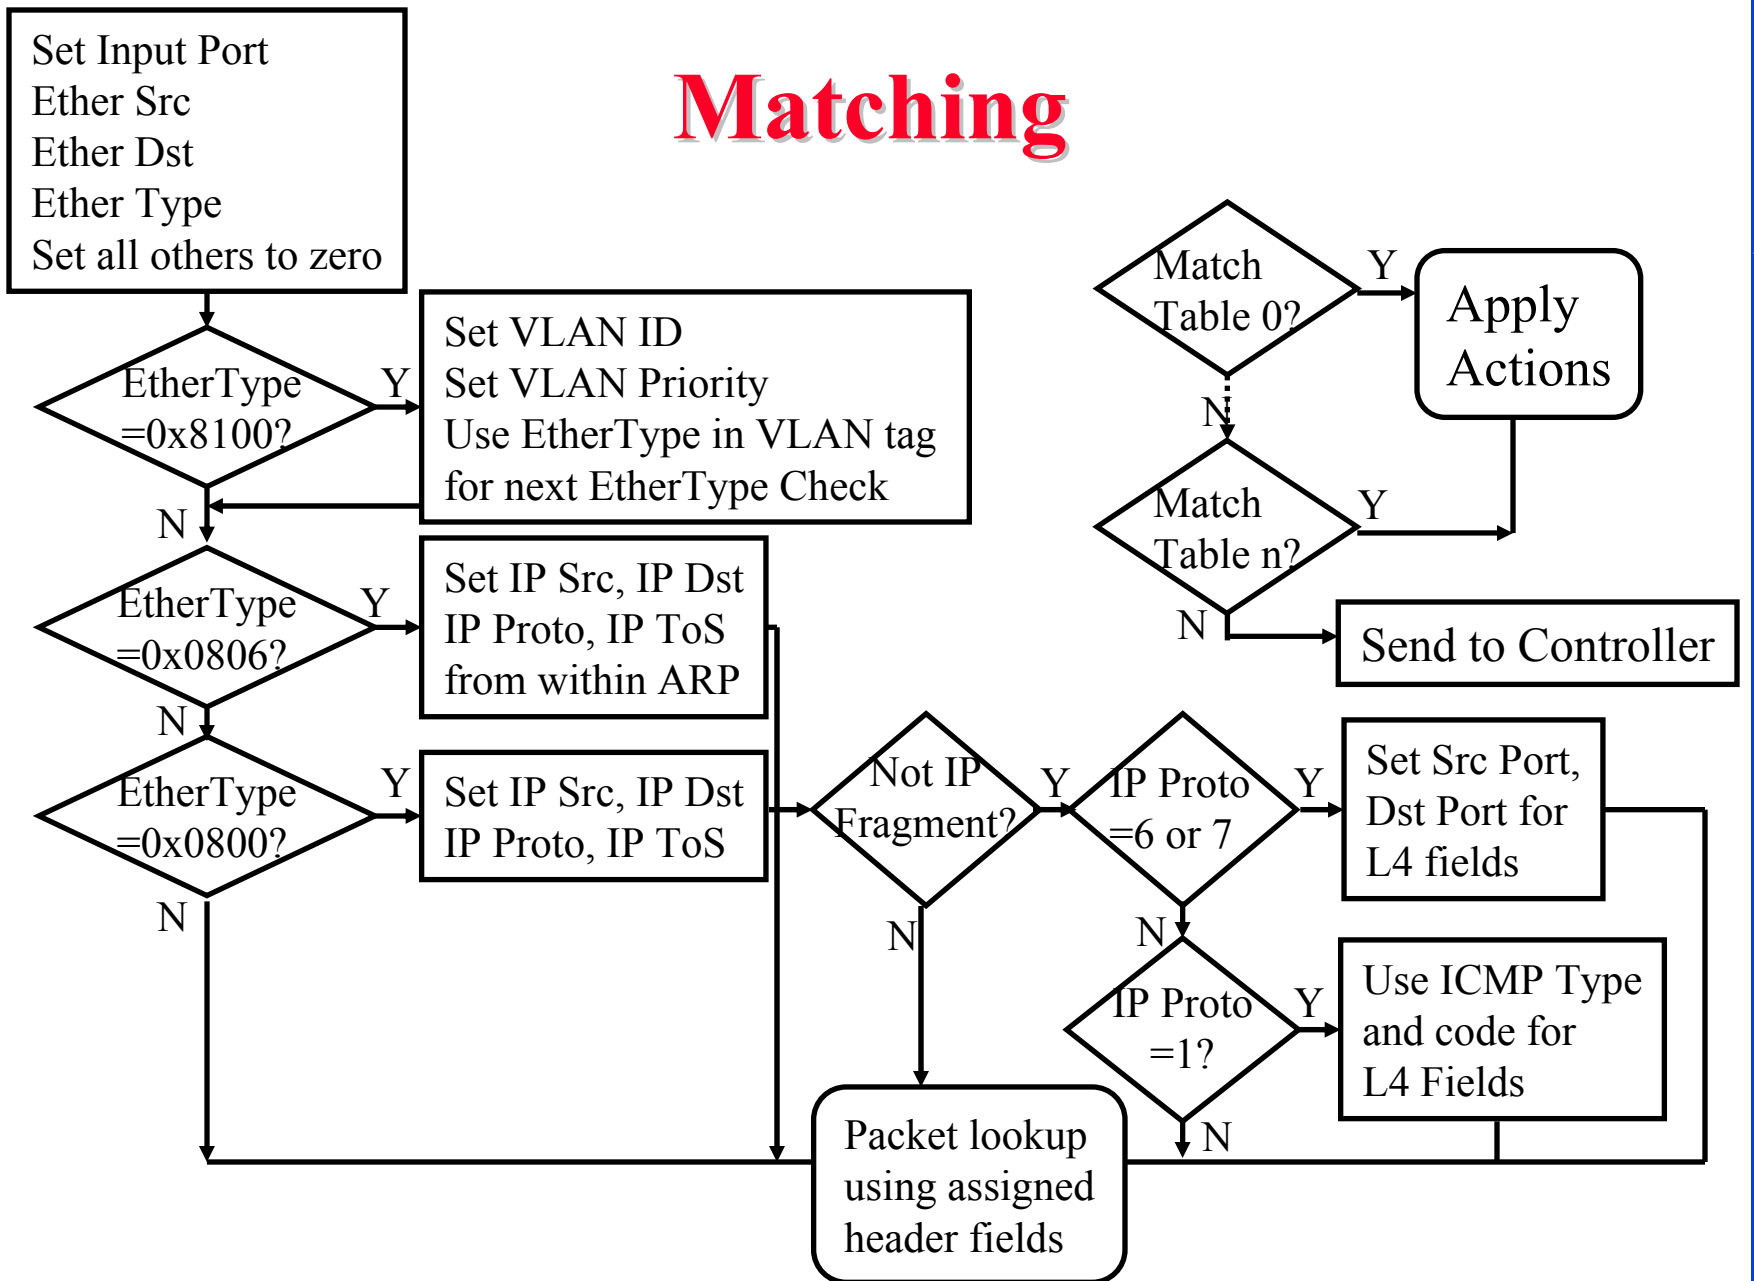 Matching
Set Input Port
Ether Src
Ether Dst
Ether Type
Set all others to zero
EtherType
=0x8100?
Y
N
Set VLAN ID
Set VLAN Priority
Use EtherType in VLAN tag
for next EtherType Check
EtherType
=0x0806?
Y
N
Set IP Src, IP Dst
IP Proto, IP ToS
from within ARP
EtherType
=0x0800?
Y
N
Set IP Src, IP Dst
IP Proto, IP ToS
Not IP
Fragment?
Y
N
IP Proto
=6 or 7
Y
N
Set Src Port,
Dst Port for
L4 fields
IP Proto
=1?
Y
N
Use ICMP Type
and code for
L4 Fields
Packet lookup
using assigned
header fields
Match
Table 0?
Y
N
Apply
Actions
Match
Table n?
Y
N
Send to Controller